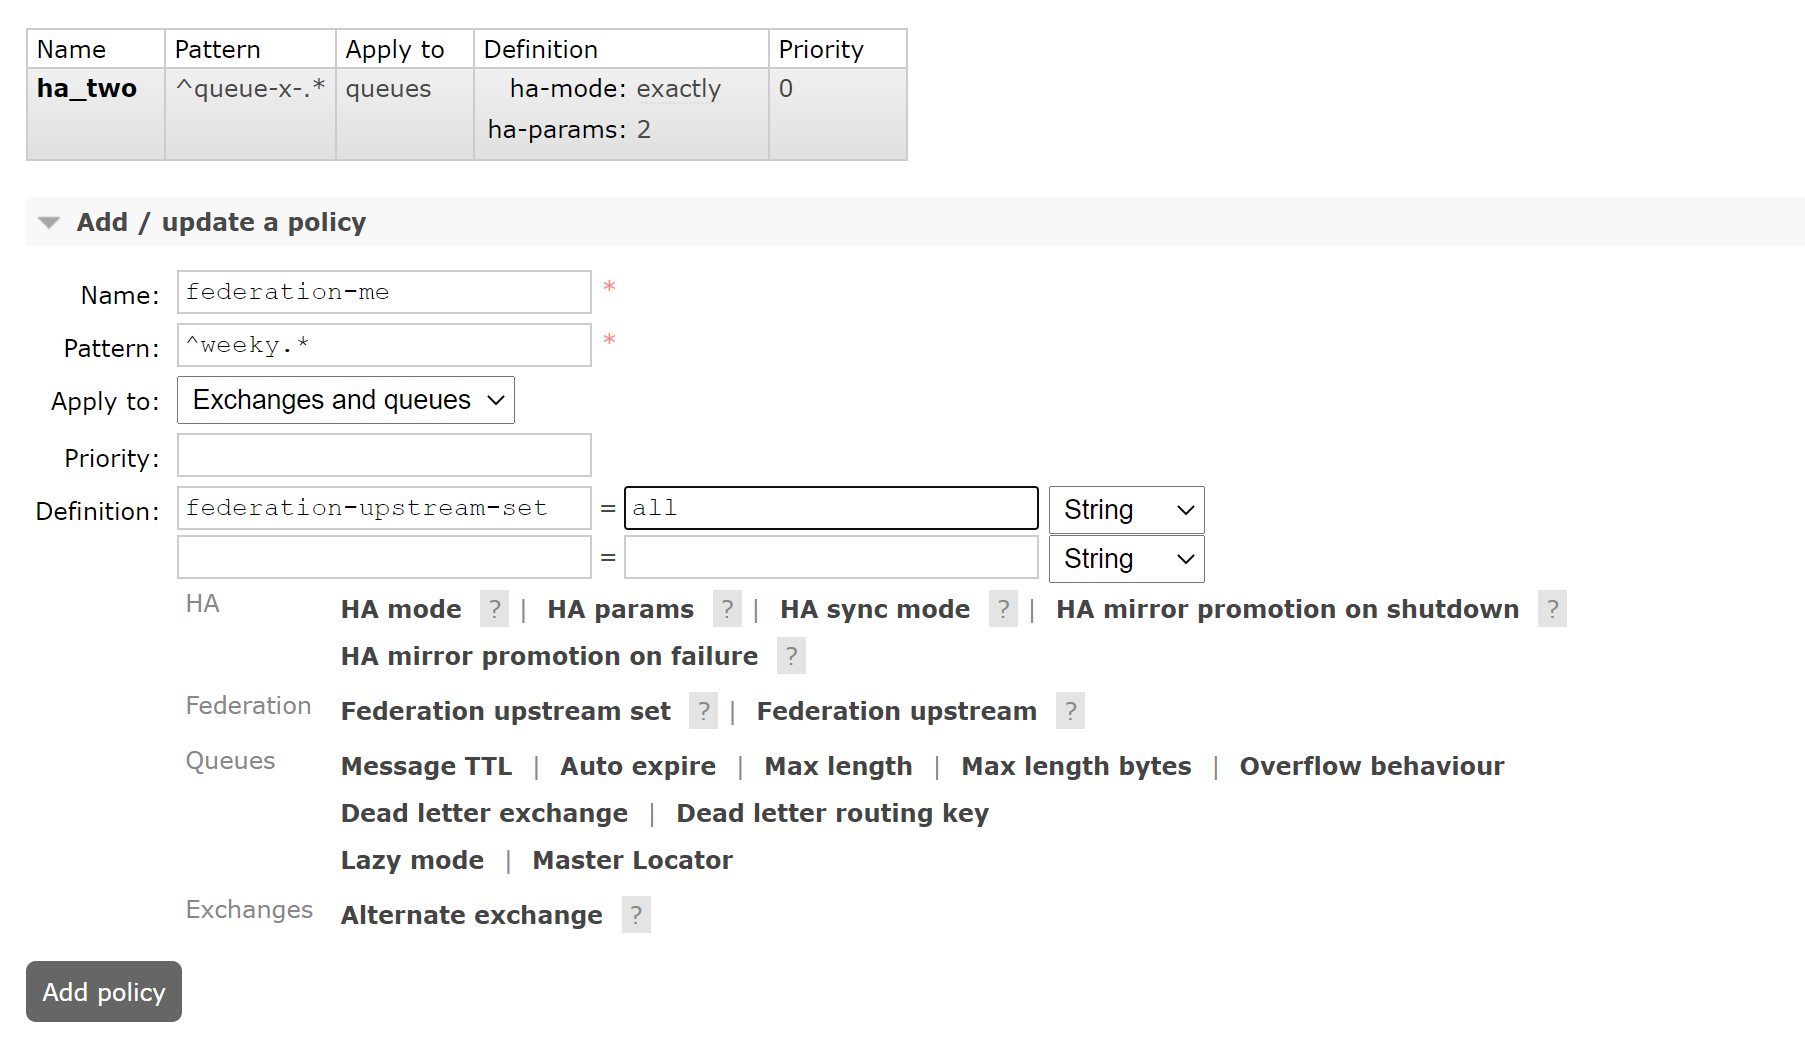 Name Pattern Apply to Definition Priority
ha_two ^queue-x-.* queues ha-mode: exactly 0
ha-params: 2
Add / update a policy
Name: federation-me *
Pattern: ^weeky.* *
Apply to: Exchanges and queues
Priority:
Definition: federation-upstream-set = all String
= String
HA HA mode ? | HA params ? | HA sync mode ? | HA mirror promotion on shutdown ?
HA mirror promotion on failure ?
Federation Federation upstream set ? | Federation upstream ?
Queues Message TTL | Auto expire | Max length | Max length bytes | Overflow behaviour
Dead letter exchange | Dead letter routing key
Lazy mode | Master Locator
Exchanges Alternate exchange ?
Add policy